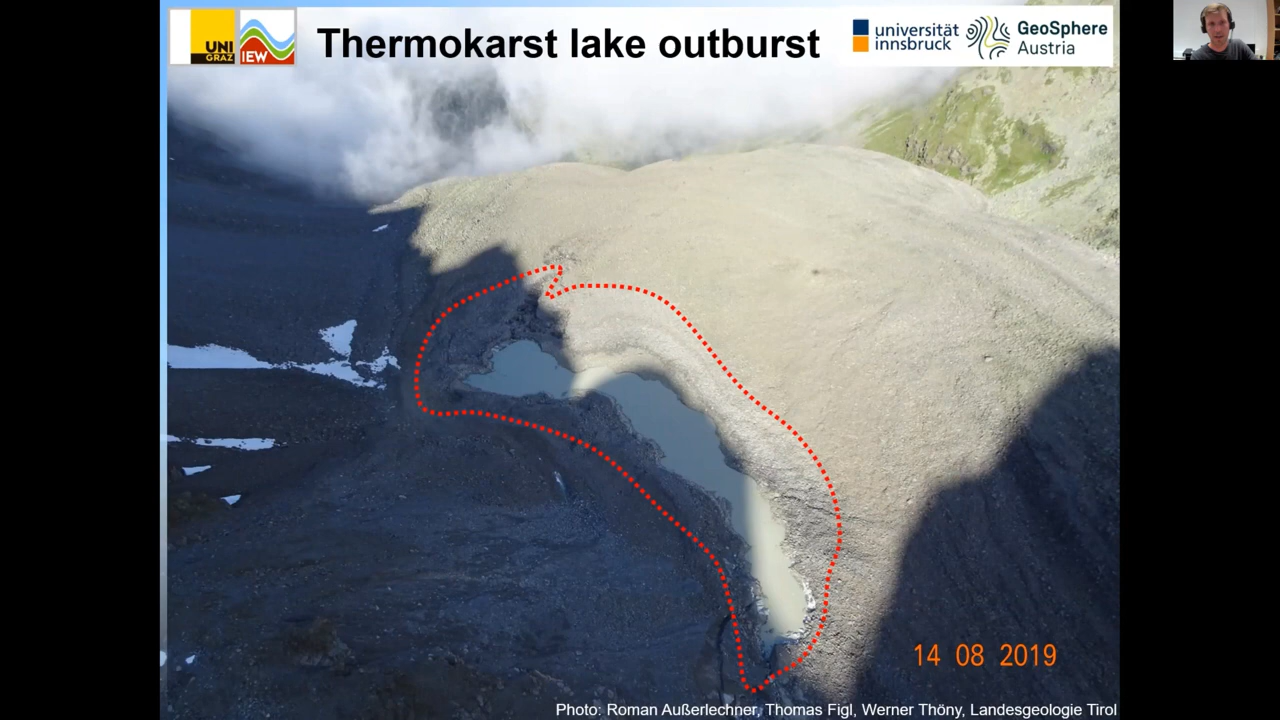 UNI
GRAZ
IEW
Thermokarst lake outburst
universität
innsbruck
GeoSphere
Austria
14 08 2019
Photo: Roman Außerlechner, Thomas Figl, Werner Thöny, Landesgeologie Tirol